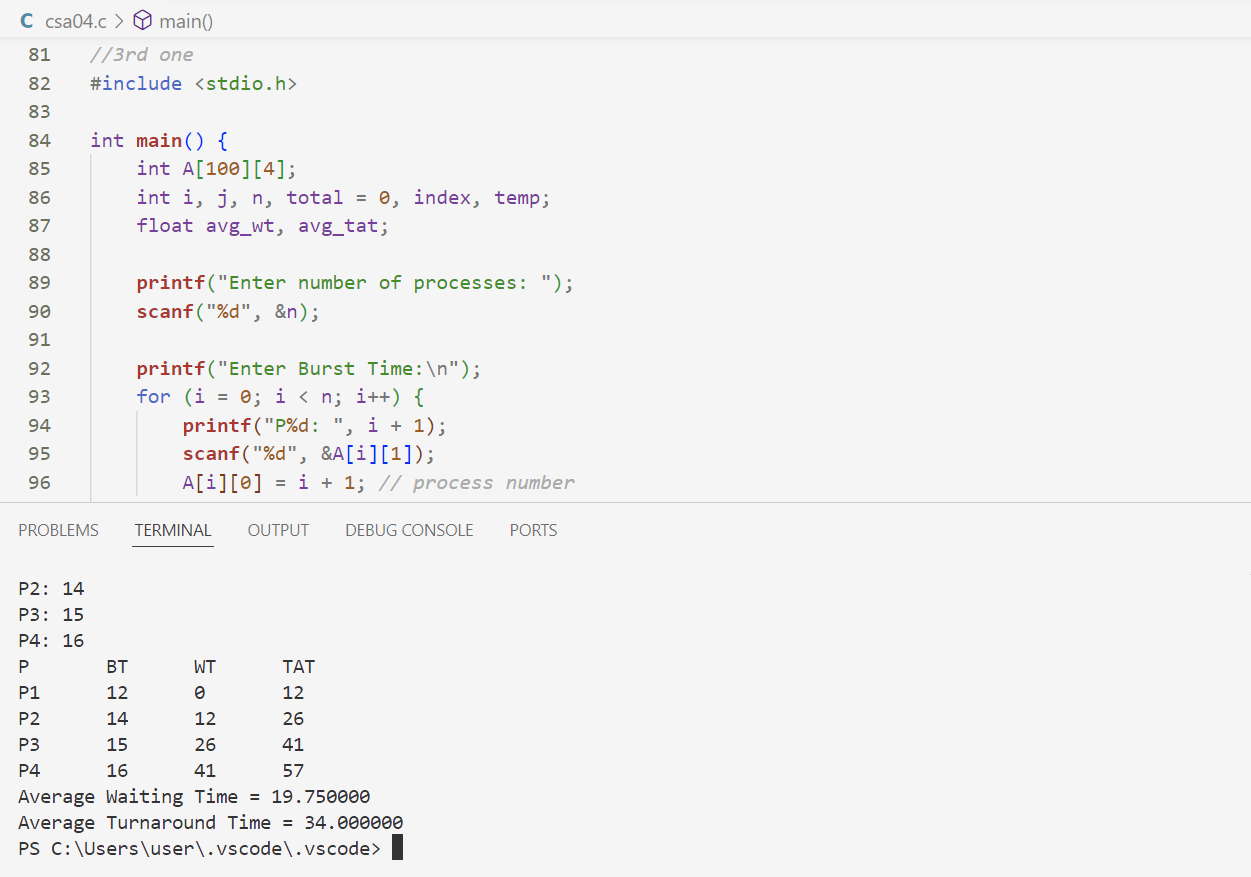 C csa04.c > main()
81 //3rd one
82 #include <stdio.h>
83
84 int main() {
85 int A[100][4];
86 int i, j, n, total = 0, index, temp;
87 float avg_wt, avg_tat;
88
89 printf("Enter number of processes: ");
90 scanf("%d", &n);
91
92 printf("Enter Burst Time:\n");
93 for (i = 0; i < n; i++) {
94 printf("P%d: ", i + 1);
95 scanf("%d", &A[i][1]);
96 A[i][0] = i + 1; // process number
PROBLEMS TERMINAL OUTPUT DEBUG CONSOLE PORTS
P2: 14
P3: 15
P4: 16
P BT WT TAT
P1 12 0 12
P2 14 12 26
P3 15 26 41
P4 16 41 57
Average Waiting Time = 19.750000
Average Turnaround Time = 34.000000
PS C:\Users\user\.vscode\.vscode>